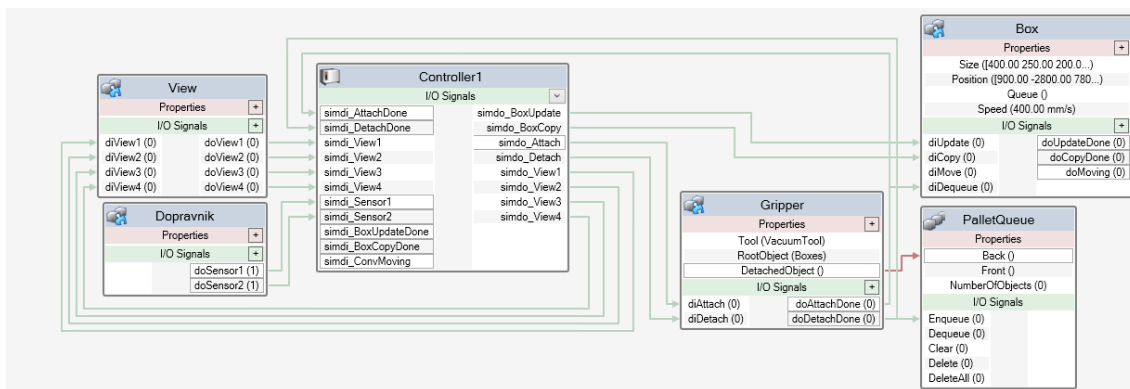 View
Properties +
I/O Signals +
diView1 (0) doView1 (0)
diView2 (0) doView2 (0)
diView3 (0) doView3 (0)
diView4 (0) doView4 (0)
Dopravnik
Properties +
I/O Signals +
doSensor1 (1)
doSensor2 (1)
Controller1
I/O Signals
simdi_AttachDone simdo_BoxUpdate
simdi_DetachDone simdo_BoxCopy
simdi_View1 simdo_Attach
simdi_View2 simdo_Detach
simdi_View3 simdo_View1
simdi_View4 simdo_View2
simdi_Sensor1 simdo_View3
simdi_Sensor2 simdo_View4
simdi_BoxUpdateDone
simdi_BoxCopyDone
simdi_ConvMoving
Gripper
Properties +
Tool (VacuumTool)
RootObject (Boxes)
DetachedObject ()
I/O Signals +
diAttach (0) doAttachDone (0)
diDetach (0) doDetachDone (0)
Box
Properties +
Size ([400.00 250.00 200.0...)
Position ([900.00 -2800.00 780...)
Queue ()
Speed (400.00 mm/s)
I/O Signals +
diUpdate (0) doUpdateDone (0)
diCopy (0) doCopyDone (0)
diMove (0) doMoving (0)
diDequeue (0)
PalletQueue
Properties
Back ()
Front ()
NumberOfObjects (0)
I/O Signals
Enqueue (0)
Dequeue (0)
Clear (0)
Delete (0)
DeleteAll (0)